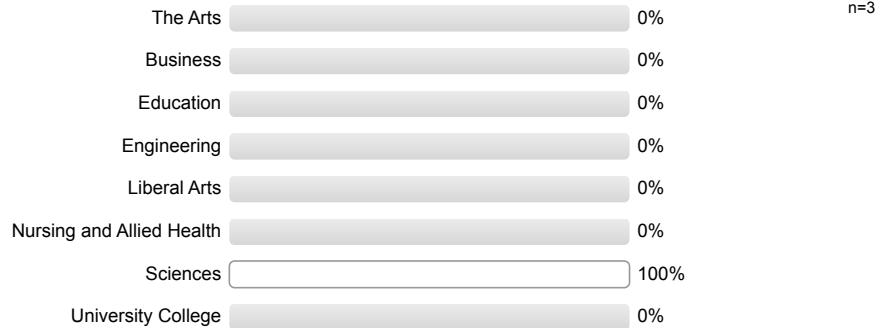 The Arts 0% n=3
Business 0%
Education 0%
Engineering 0%
Liberal Arts 0%
Nursing and Allied Health 0%
Sciences 100%
University College 0%